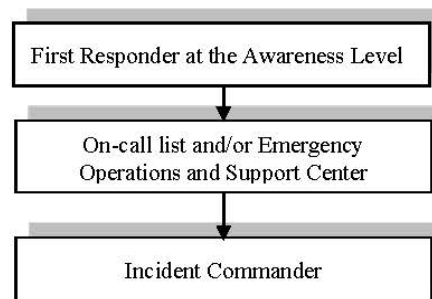 First Responder at the Awareness Level
On-call list and/or Emergency
Operations and Support Center
Incident Commander